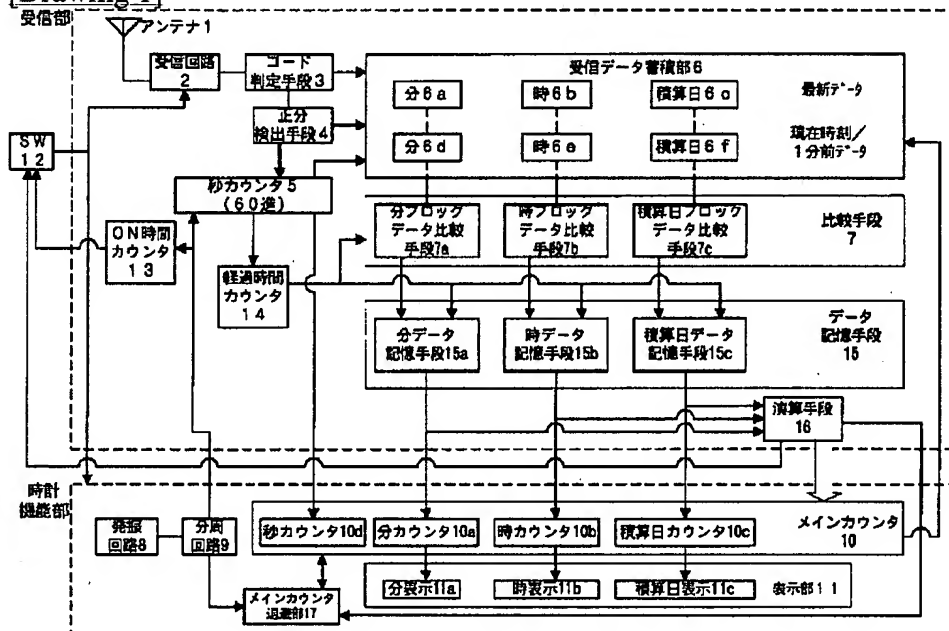 [Drawing 1]
受信部
アンテナ1
受信回路
2
コード
判定手段3
正分
検出手段4
受信データ蓄積部6
分6a
時6b
積算日6c
最新データ
分6d
時6e
積算日6f
現在時刻/
1分前データ
SW
12
秒カウンタ5
(60進)
ON時間
カウンタ
13
経過時間
カウンタ
14
分ブロック
データ比較
手段7a
時ブロック
データ比較
手段7b
積算日ブロック
データ比較
手段7c
比較手段
7
分データ
記憶手段15a
時データ
記憶手段15b
積算日データ
記憶手段15c
データ
記憶手段
15
演算手段
16
時計
機能部
発振
回路8
分周
回路9
秒カウンタ10d
分カウンタ10a
時カウンタ10b
積算日カウンタ10c
メインカウンタ
10
メインカウンタ
退避部17
分表示11a
時表示11b
積算日表示11c
表示部11